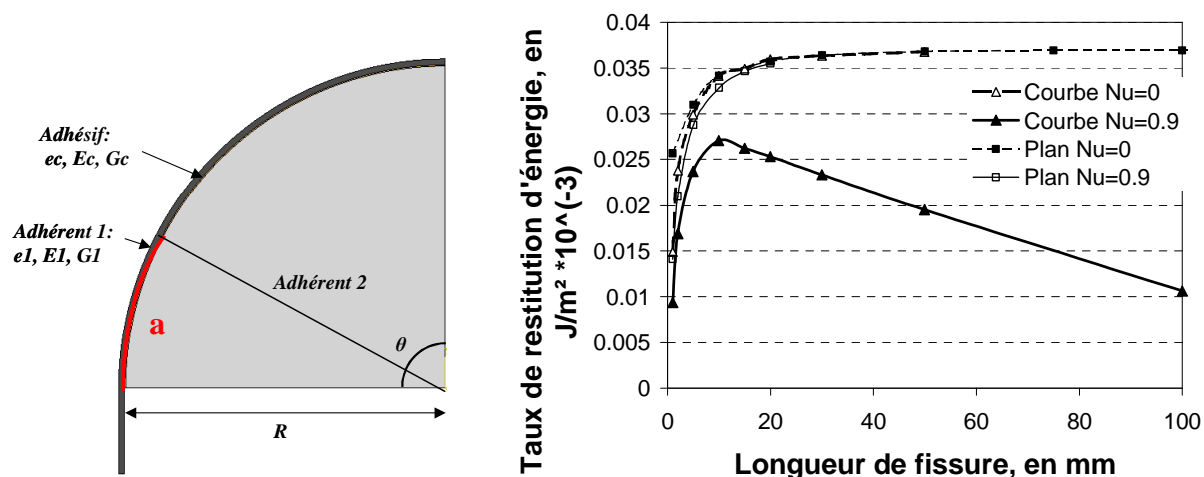 Adhésif:
ec, Ec, Gc
Adhérent 1:
e1, E1, G1
Adhérent 2
a
θ
R
Taux de restitution d'énergie, en
J/m² *10^(-3)
0.04
0.035
0.03
0.025
0.02
0.015
0.01
0.005
0
0 20 40 60 80 100
Courbe Nu=0
Courbe Nu=0.9
Plan Nu=0
Plan Nu=0.9
Longueur de fissure, en mm